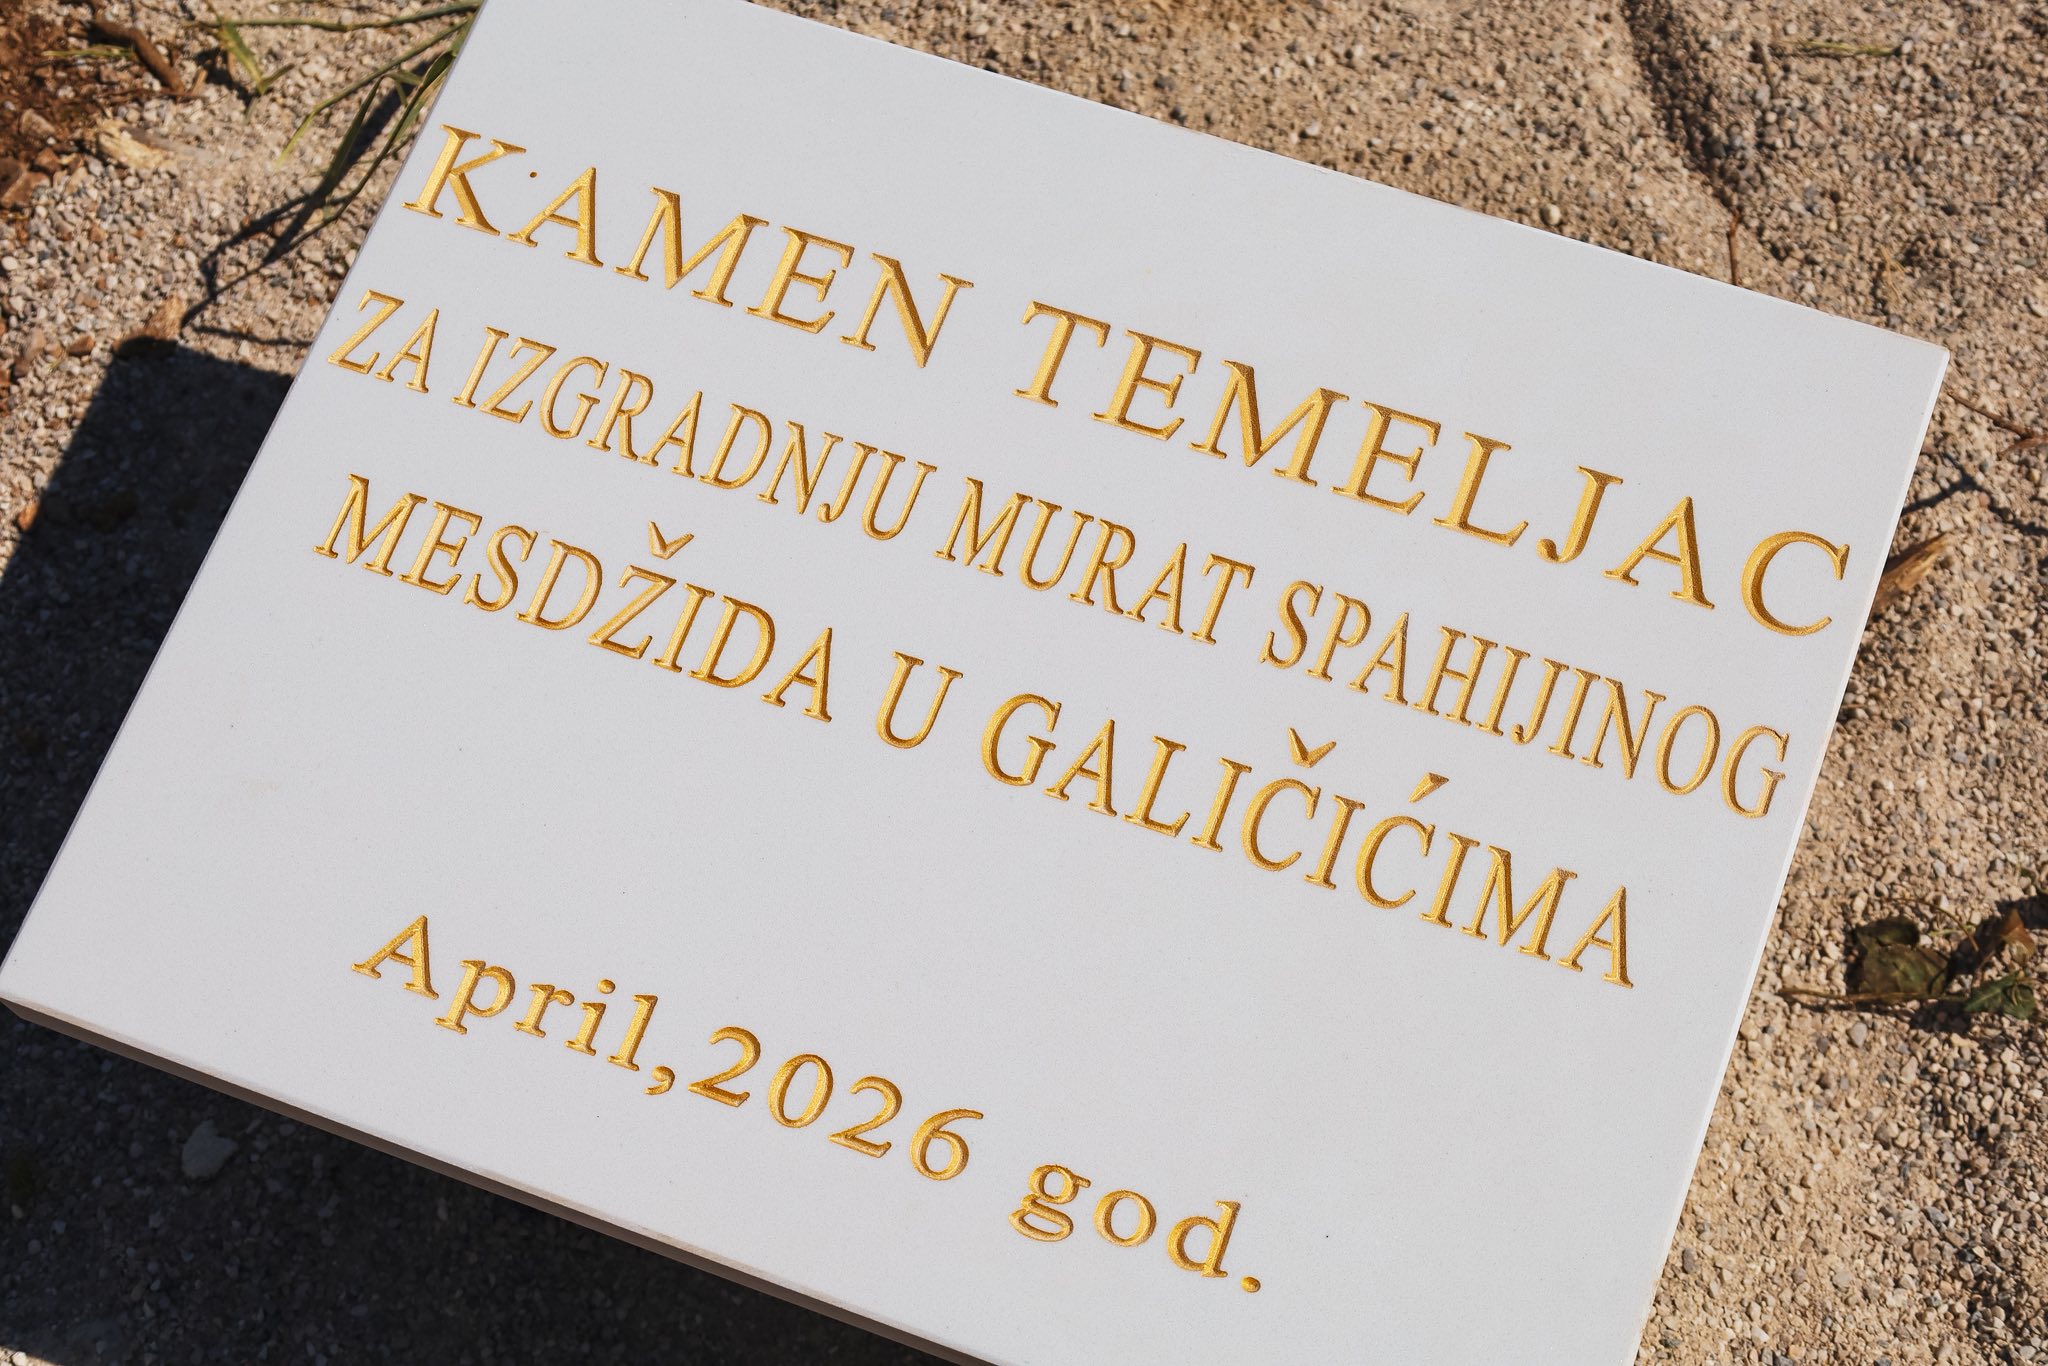 KAMEN TEMELJAC
ZA IZGRADNJU MURAT SPAHIJINOG
MESDŽIDA U GALIČIĆIMA
April,2026 god.